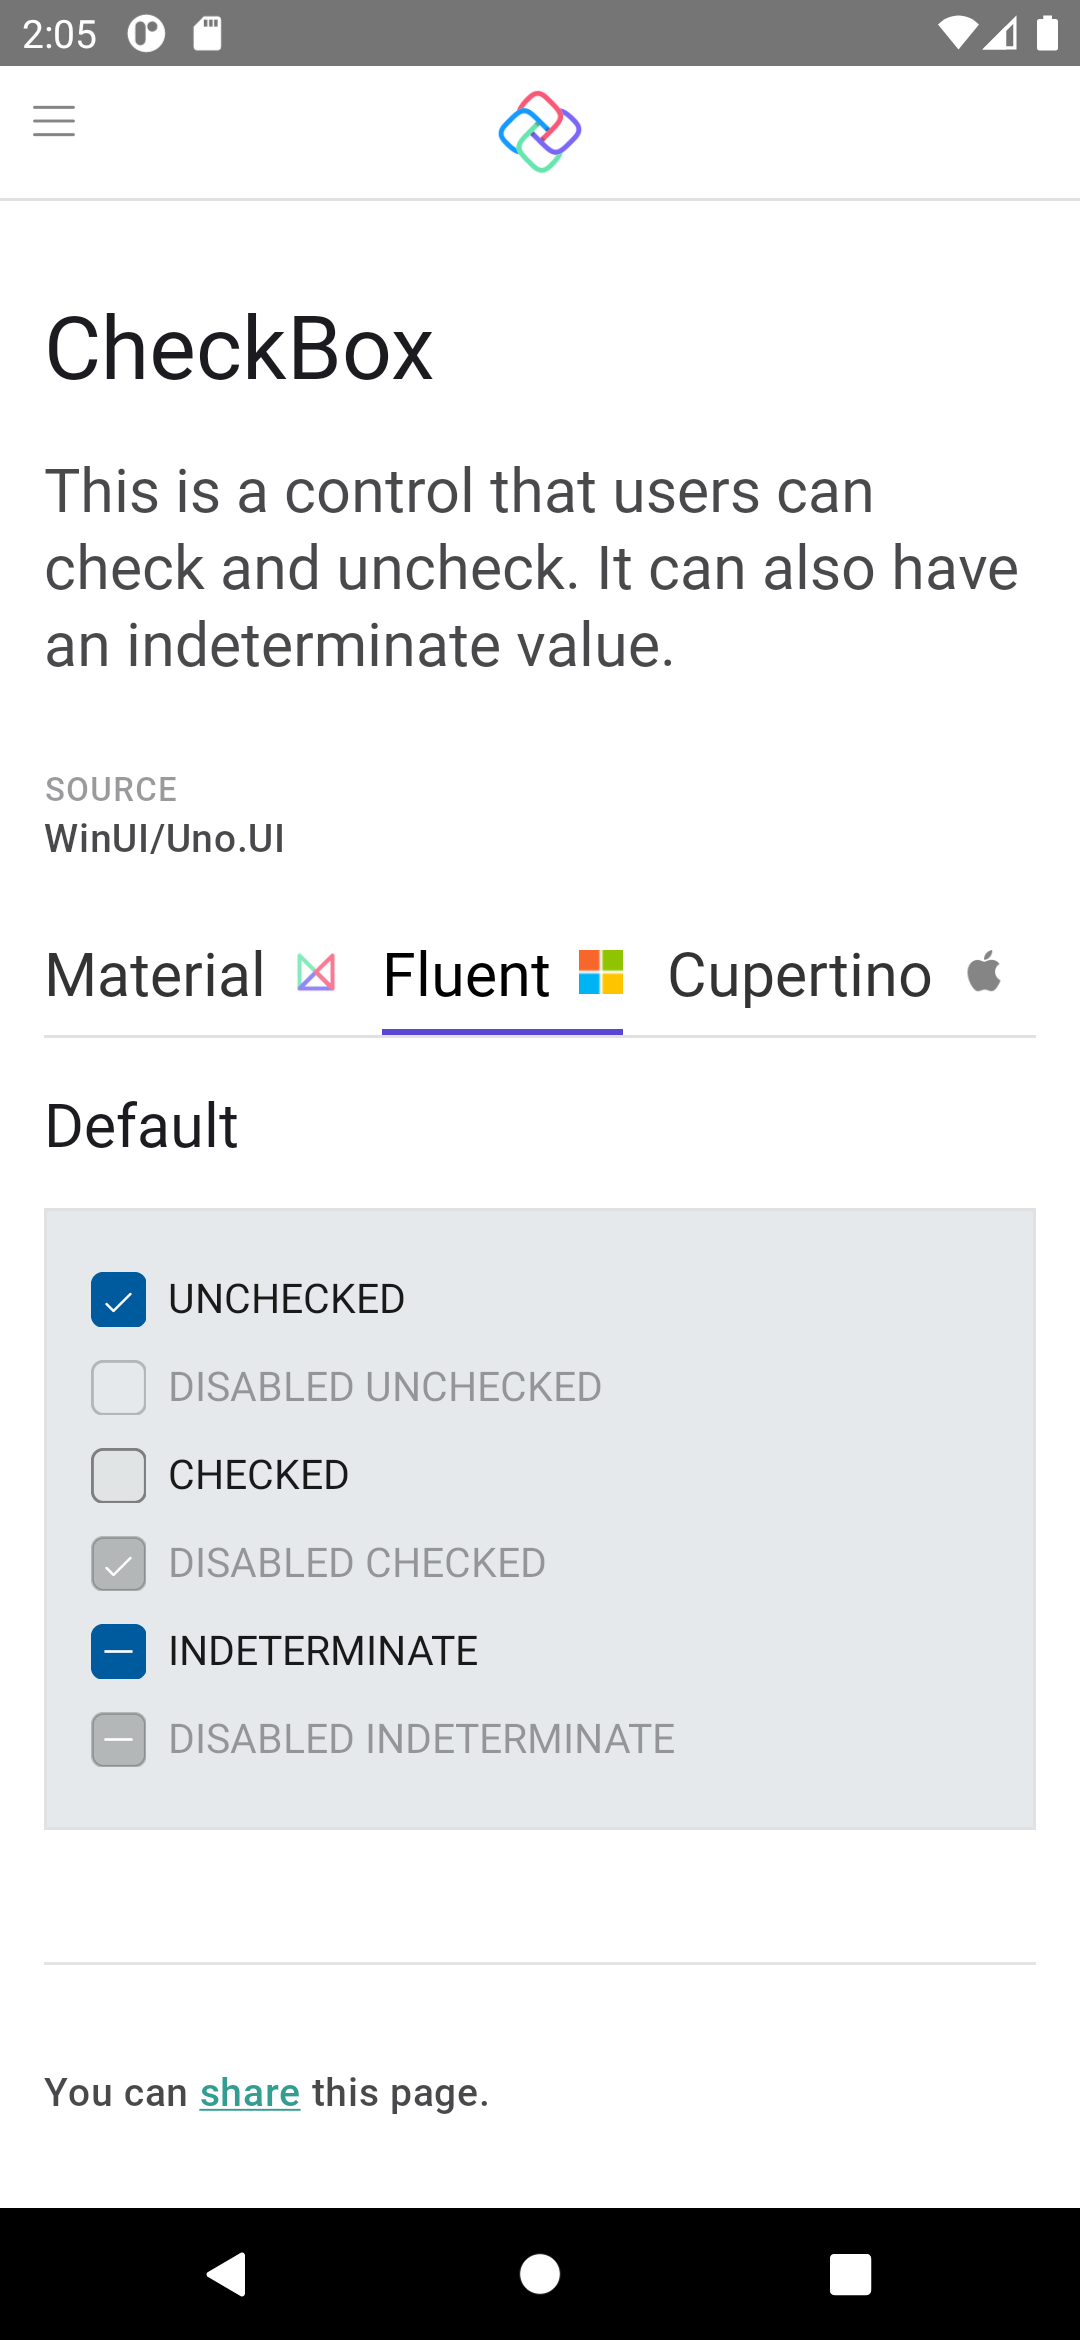 2:05
CheckBox
This is a control that users can
check and uncheck. It can also have
an indeterminate value.
SOURCE
WinUI/Uno.UI
Material Fluent Cupertino
Default
UNCHECKED
DISABLED UNCHECKED
CHECKED
DISABLED CHECKED
INDETERMINATE
DISABLED INDETERMINATE
You can share this page.